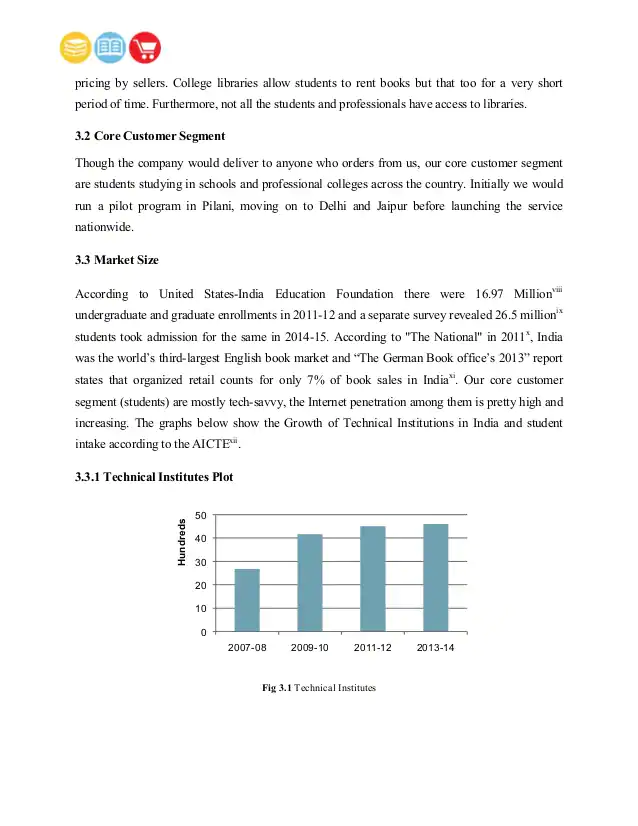 pricing by sellers. College libraries allow students to rent books but that too for a very short
period of time. Furthermore, not all the students and professionals have access to libraries.
3.2 Core Customer Segment
Though the company would deliver to anyone who orders from us, our core customer segment
are students studying in schools and professional colleges across the country. Initially we would
run a pilot program in Pilani, moving on to Delhi and Jaipur before launching the service
nationwide.
3.3 Market Size
According to United States-India Education Foundation there were 16.97 Million^viii
undergraduate and graduate enrollments in 2011-12 and a separate survey revealed 26.5 million^ix
students took admission for the same in 2014-15. According to "The National" in 2011^x, India
was the world’s third-largest English book market and “The German Book office’s 2013” report
states that organized retail counts for only 7% of book sales in India^xi. Our core customer
segment (students) are mostly tech-savvy, the Internet penetration among them is pretty high and
increasing. The graphs below show the Growth of Technical Institutions in India and student
intake according to the AICTE^xii.
3.3.1 Technical Institutes Plot
Hundreds
50
40
30
20
10
0
2007-08 2009-10 2011-12 2013-14
Fig 3.1 Technical Institutes